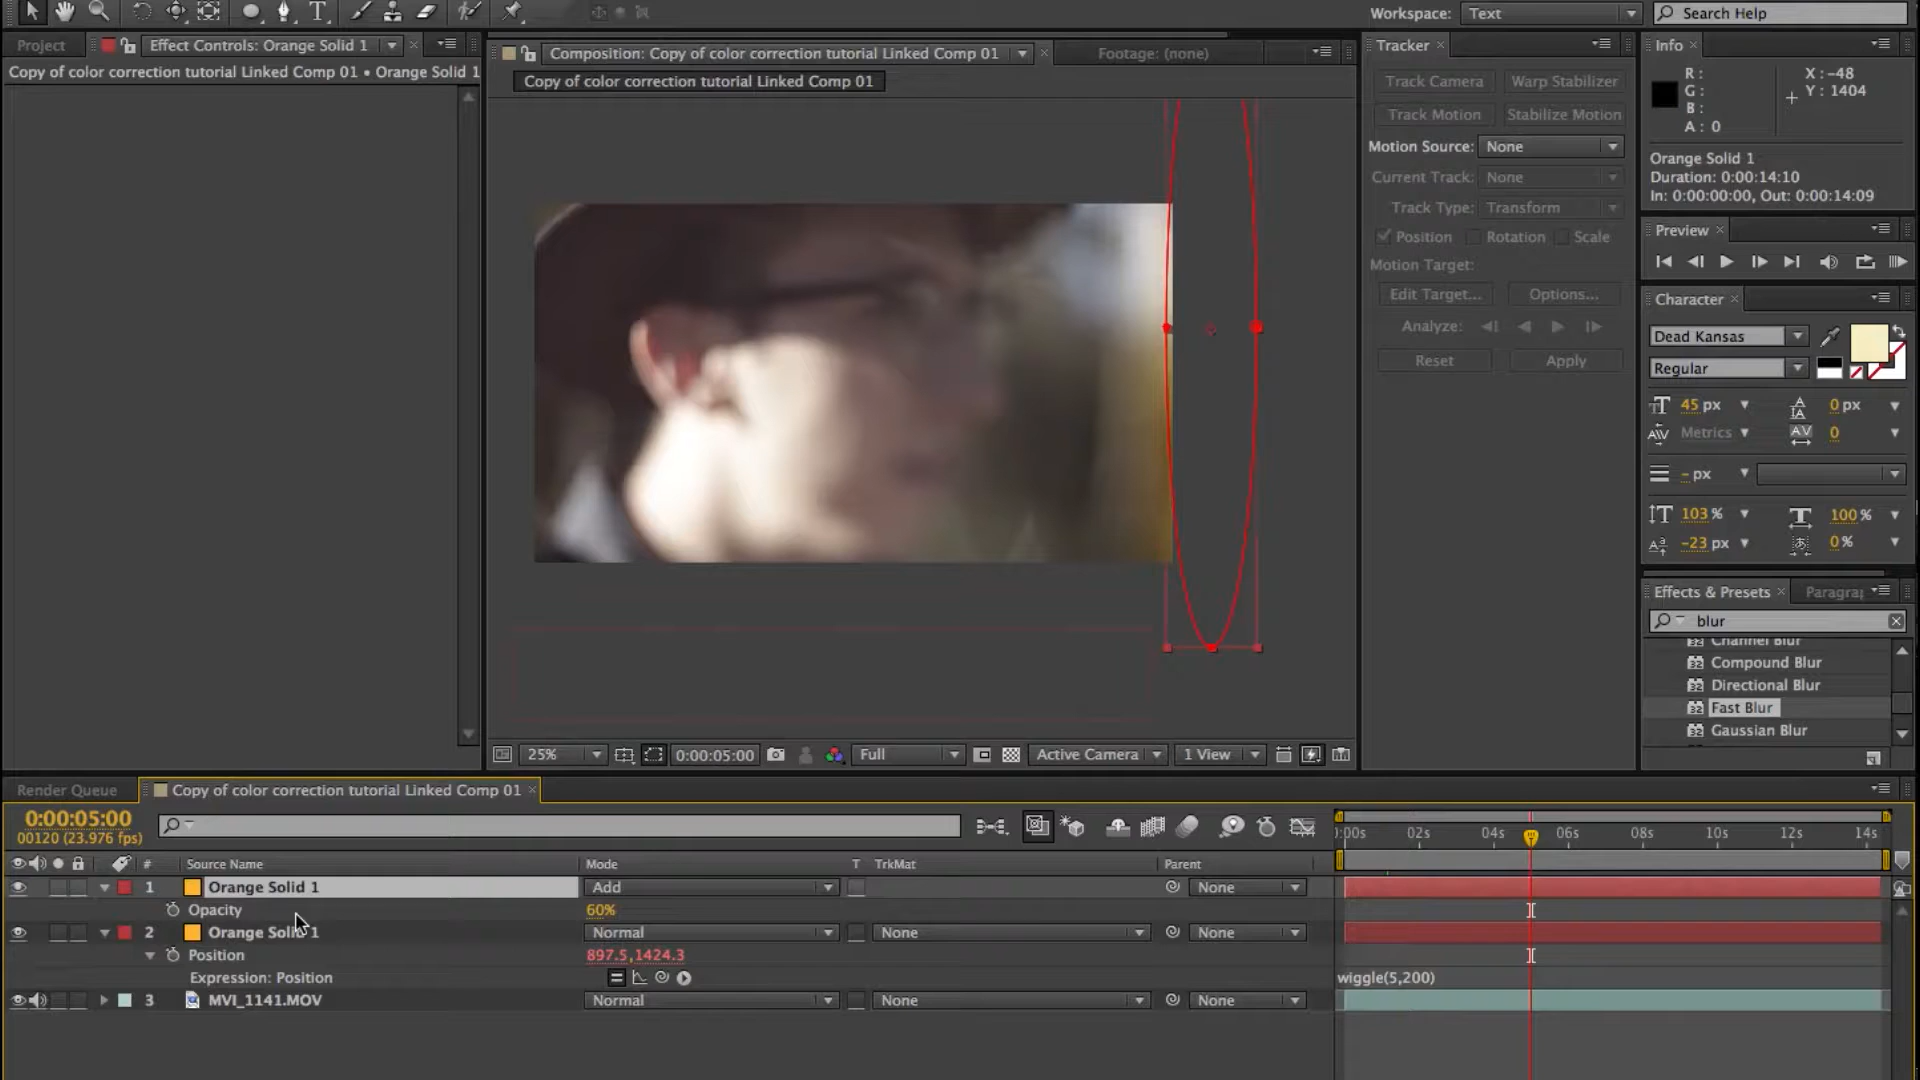 Workspace: Text
Search Help
Project
Effect Controls: Orange Solid 1
Copy of color correction tutorial Linked Comp 01 • Orange Solid 1
Composition: Copy of color correction tutorial Linked Comp 01
Footage: (none)
Copy of color correction tutorial Linked Comp 01
25%
0:00:05:00
Full
Active Camera
1 View
Tracker
Track Camera
Warp Stabilizer
Track Motion
Stabilize Motion
Motion Source: None
Current Track: None
Track Type: Transform
Position
Rotation
Scale
Motion Target:
Edit Target...
Options...
Analyze:
Reset
Apply
Info
R :
G :
B :
A : 0
X : -48
Y : 1404
Orange Solid 1
Duration: 0:00:14:10
In: 0:00:00:00, Out: 0:00:14:09
Preview
Character
Dead Kansas
Regular
45 px
0 px
Metrics
0
- px
103 %
100 %
-23 px
0 %
Effects & Presets
Paragra
blur
Channel Blur
Compound Blur
Directional Blur
Fast Blur
Gaussian Blur
Render Queue
Copy of color correction tutorial Linked Comp 01
0:00:05:00
00120 (23.976 fps)
:00s 02s 04s 06s 08s 10s 12s 14s
# Source Name Mode T TrkMat Parent
1 Orange Solid 1 Add None
Opacity 60%
2 Orange Soli 1 Normal None None
Position 897.5,1424.3
Expression: Position wiggle(5,200)
3 MVI_1141.MOV Normal None None